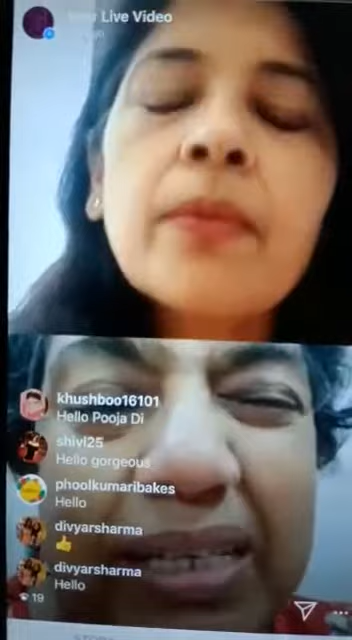 Live Video
khushboo16101
Hello Pooja Di
shivi25
Hello gorgeous
phoolkumaribakes
Hello
divyarsharma
👍
divyarsharma
Hello
19